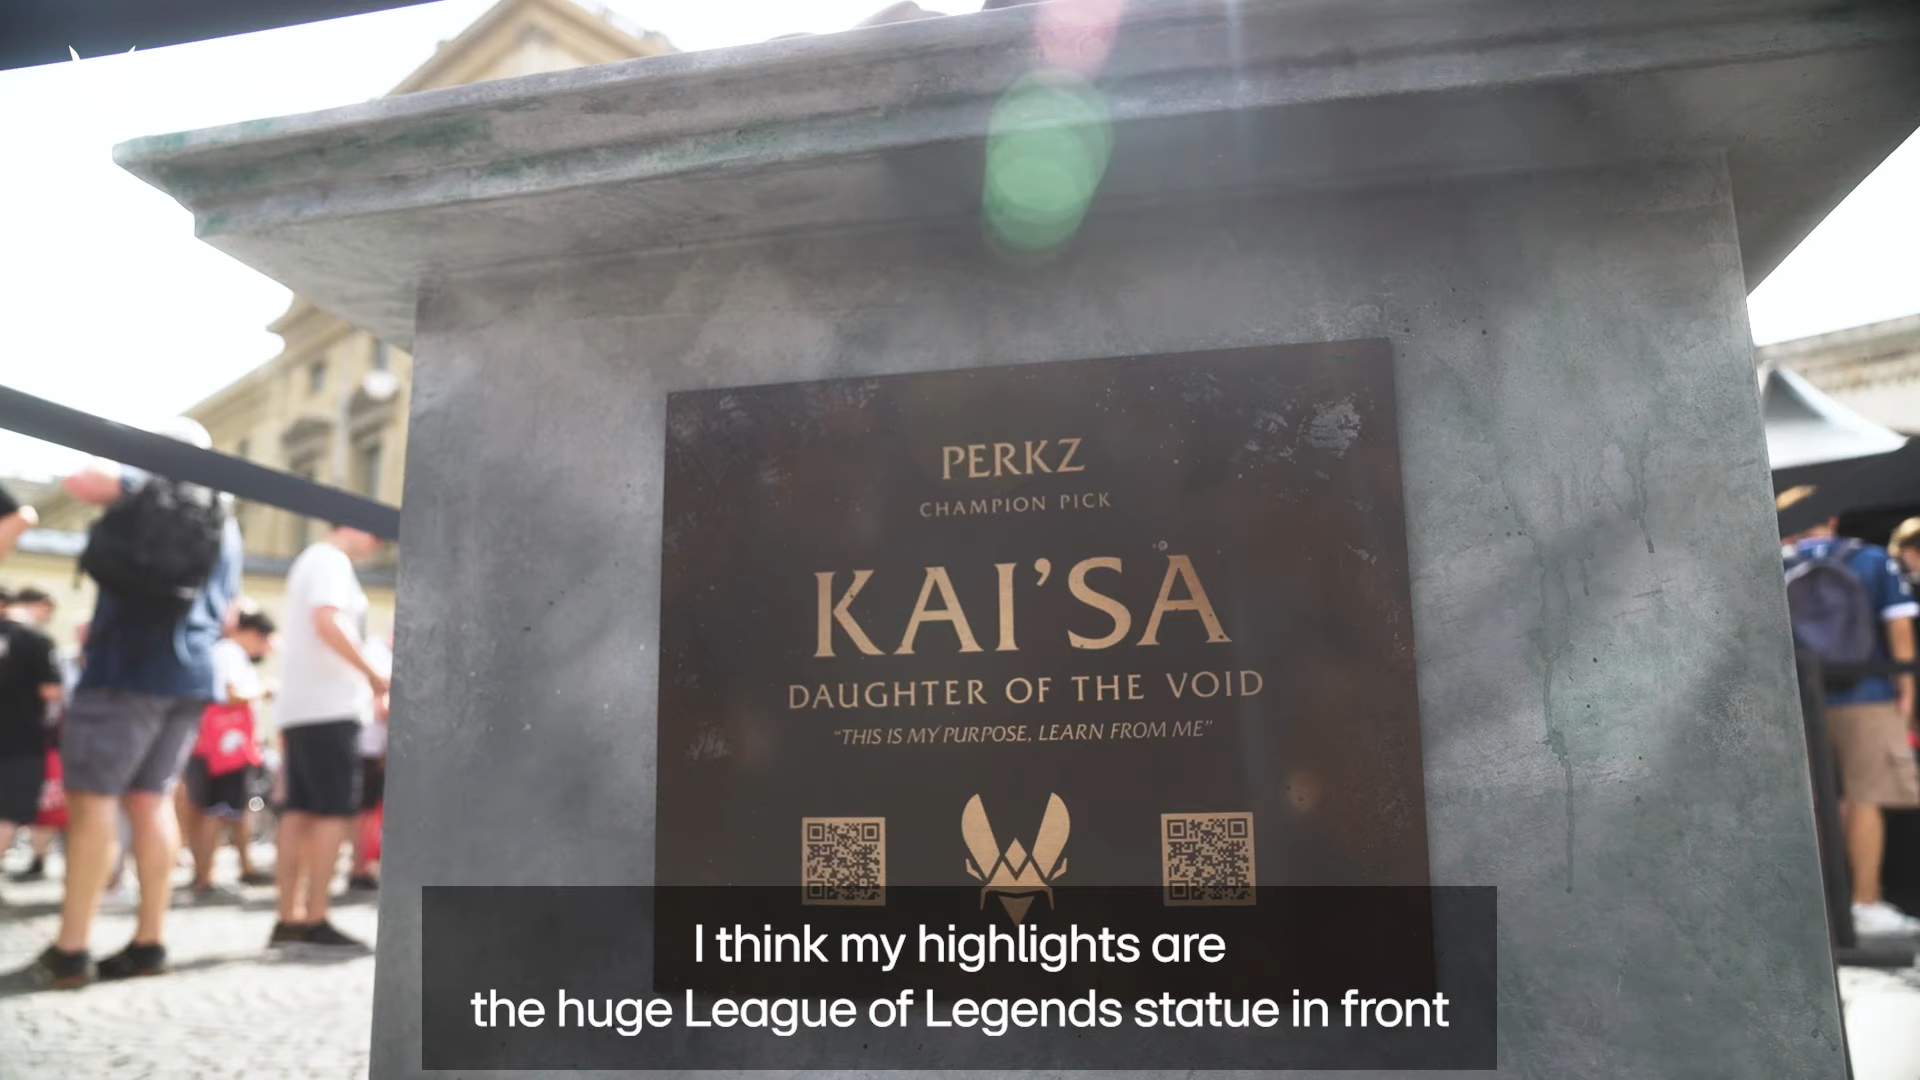 PERKZ
CHAMPION PICK
KAI'SA
DAUGHTER OF THE VOID
"THIS IS MY PURPOSE, LEARN FROM ME"
I think my highlights are
the huge League of Legends statue in front